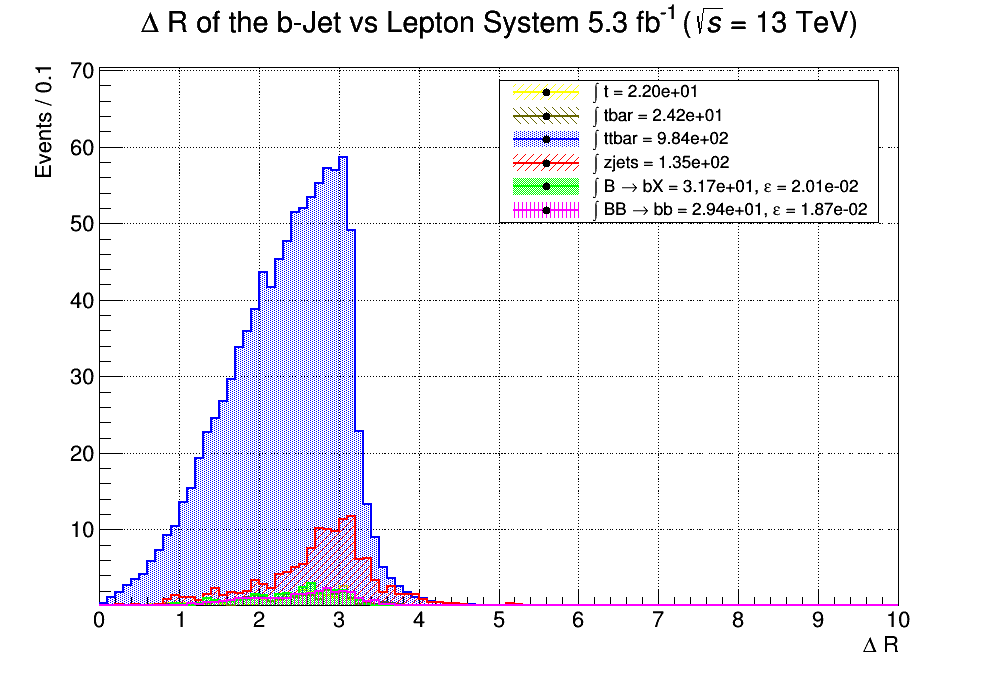 Δ R of the b-Jet vs Lepton System 5.3 fb⁻¹ (√s = 13 TeV)
Events / 0.1
70
60
50
40
30
20
10
∫ t = 2.20e+01
∫ tbar = 2.42e+01
∫ ttbar = 9.84e+02
∫ zjets = 1.35e+02
∫ B → bX = 3.17e+01, ε = 2.01e-02
∫ BB → bb = 2.94e+01, ε = 1.87e-02
0 1 2 3 4 5 6 7 8 9 10
Δ R